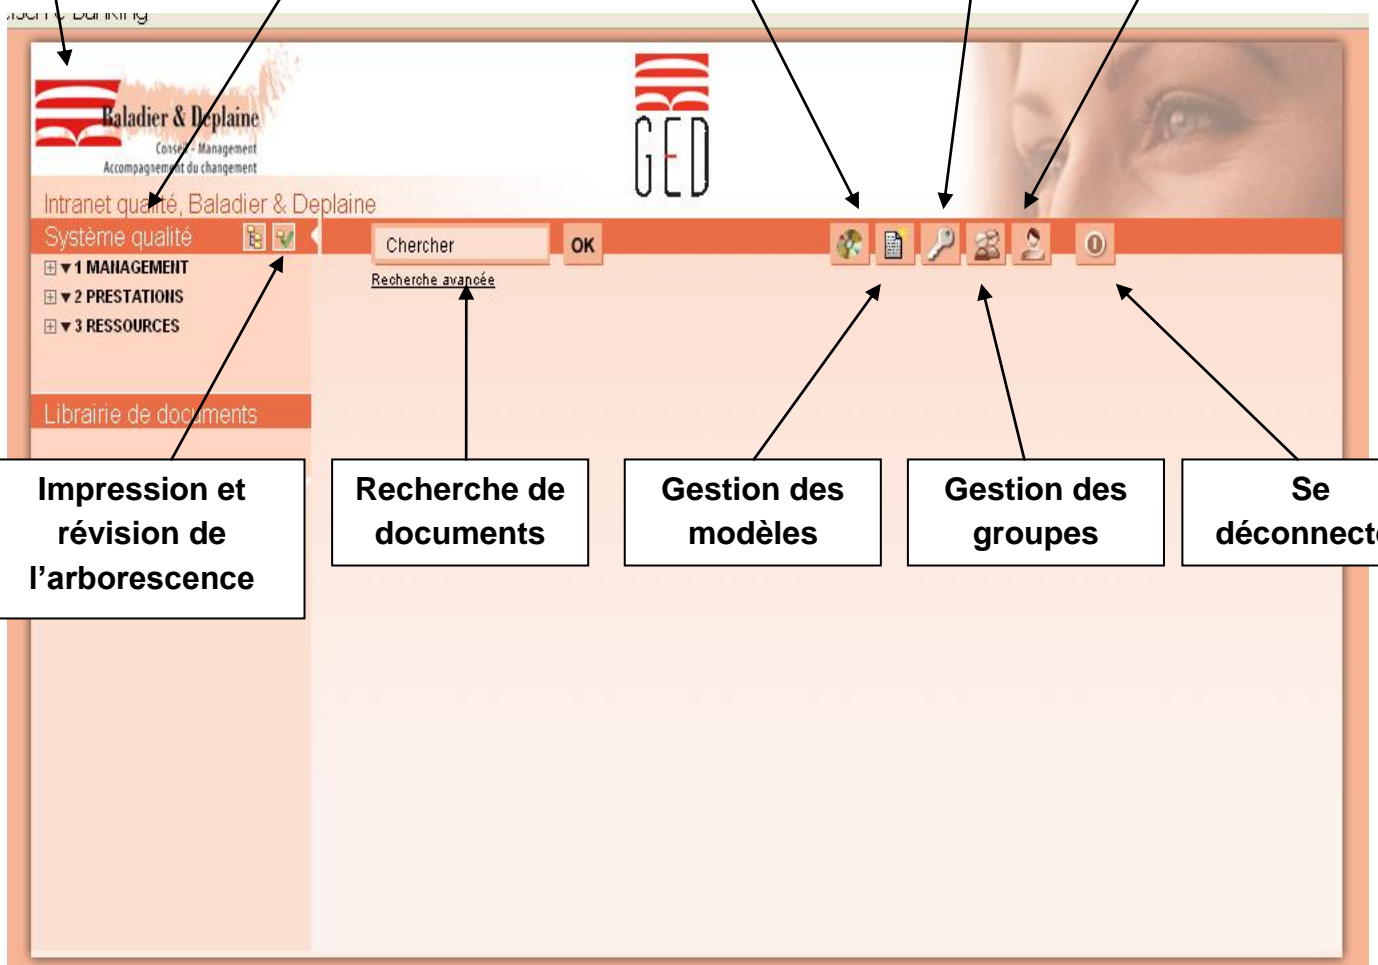 Baladier & Deplaine
Conseil - Management
Accompagnement du changement
GED
Intranet qualité, Baladier & Deplaine
Système qualité
Chercher
OK
Recherche avancée
1 MANAGEMENT
2 PRESTATIONS
3 RESSOURCES
Librairie de documents
Impression et
révision de
l’arborescence
Recherche de
documents
Gestion des
modèles
Gestion des
groupes
Se